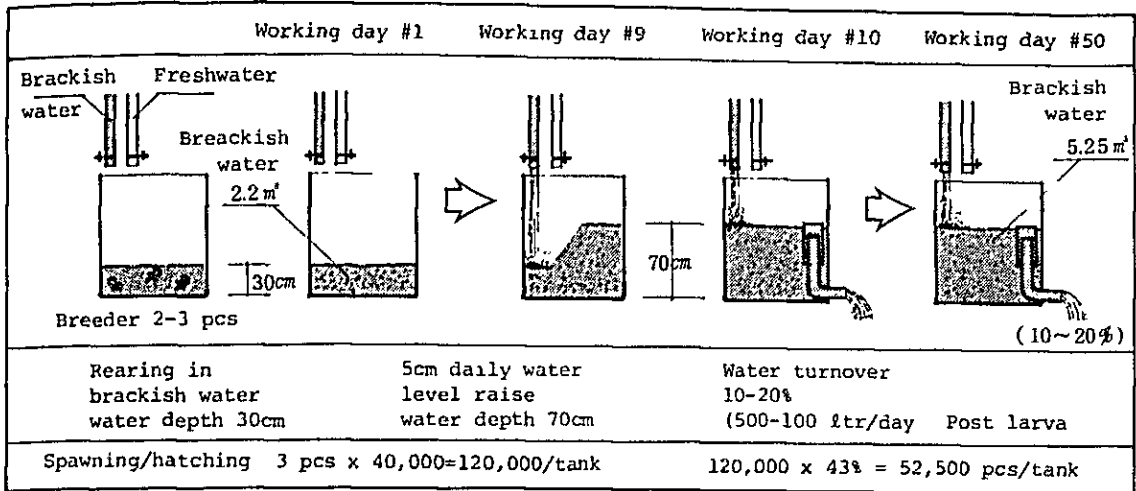 Working day #1 Working day #9 Working day #10 Working day #50
Brackish water
Freshwater
Breackish water
2.2 m³
30cm
Breeder 2-3 pcs
70cm
Brackish water
5.25 m³
(10~20%)
Rearing in
brackish water
water depth 30cm
5cm daily water
level raise
water depth 70cm
Water turnover
10-20%
(500-100 ℓtr/day Post larva
Spawning/hatching 3 pcs x 40,000=120,000/tank 120,000 x 43% = 52,500 pcs/tank